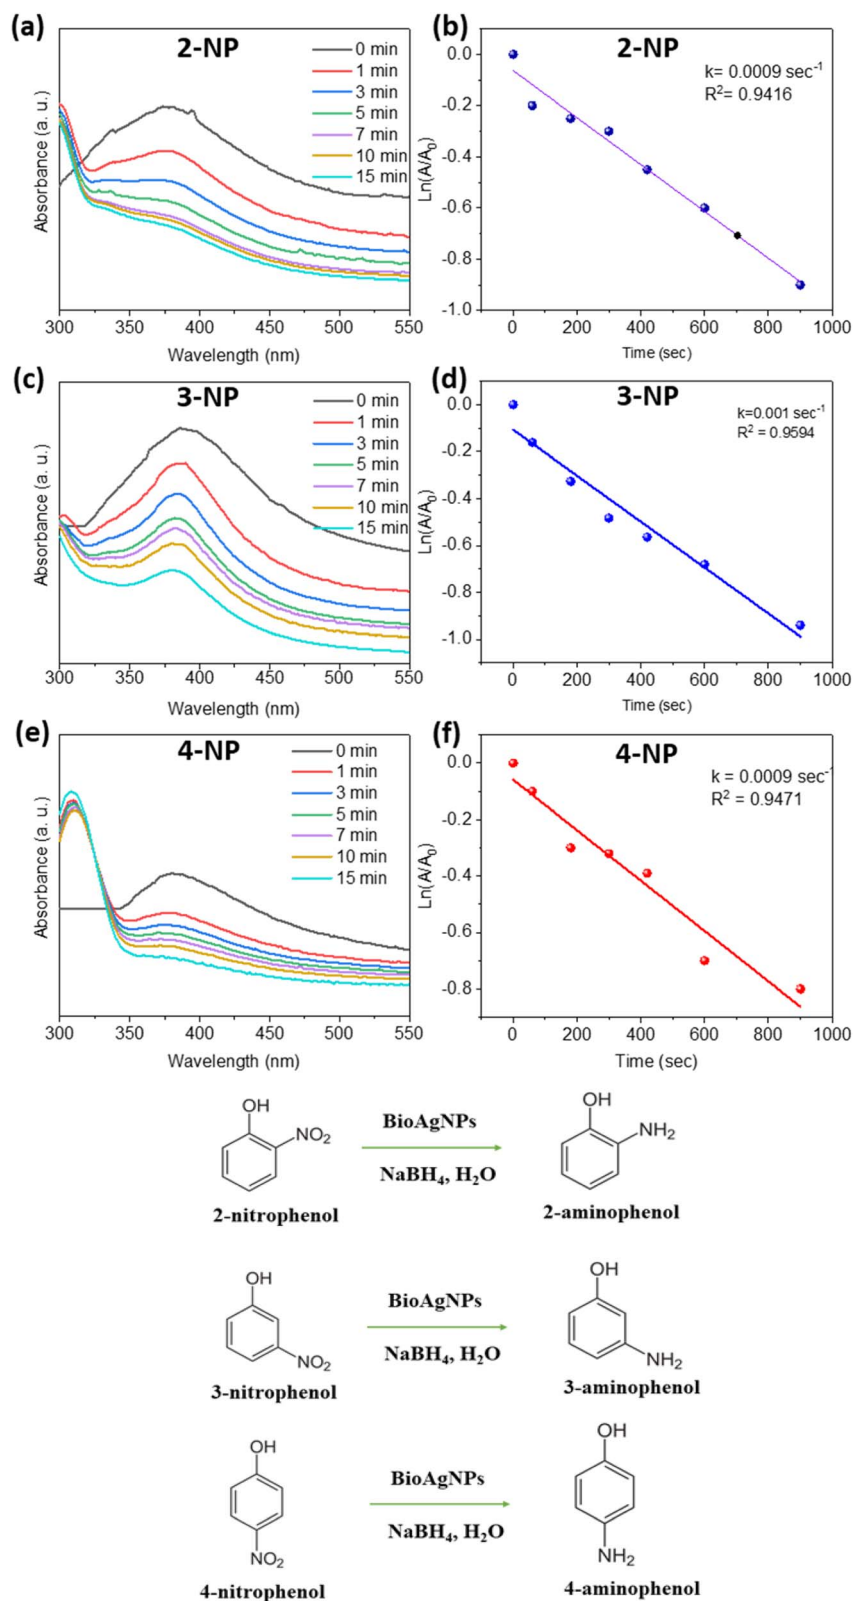 (a)
2-NP
0 min
1 min
3 min
5 min
7 min
10 min
15 min
Absorbance (a. u.)
300 350 400 450 500 550
Wavelength (nm)
(b)
2-NP
k= 0.0009 sec⁻¹
R²= 0.9416
Ln(A/A₀)
0.0
-0.2
-0.4
-0.6
-0.8
-1.0
0 200 400 600 800 1000
Time (sec)
(c)
3-NP
0 min
1 min
3 min
5 min
7 min
10 min
15 min
Absorbance (a. u.)
300 350 400 450 500 550
Wavelength (nm)
(d)
3-NP
k=0.001 sec⁻¹
R² = 0.9594
Ln(A/A₀)
0.0
-0.2
-0.4
-0.6
-0.8
-1.0
0 200 400 600 800 1000
Time (sec)
(e)
4-NP
0 min
1 min
3 min
5 min
7 min
10 min
15 min
Absorbance (a. u.)
300 350 400 450 500 550
Wavelength (nm)
(f)
4-NP
k = 0.0009 sec⁻¹
R² = 0.9471
Ln(A/A₀)
0.0
-0.2
-0.4
-0.6
-0.8
0 200 400 600 800 1000
Time (sec)
OH
NO₂
2-nitrophenol
BioAgNPs
NaBH₄, H₂O
OH
NH₂
2-aminophenol
OH
NO₂
3-nitrophenol
BioAgNPs
NaBH₄, H₂O
OH
NH₂
3-aminophenol
OH
NO₂
4-nitrophenol
BioAgNPs
NaBH₄, H₂O
OH
NH₂
4-aminophenol